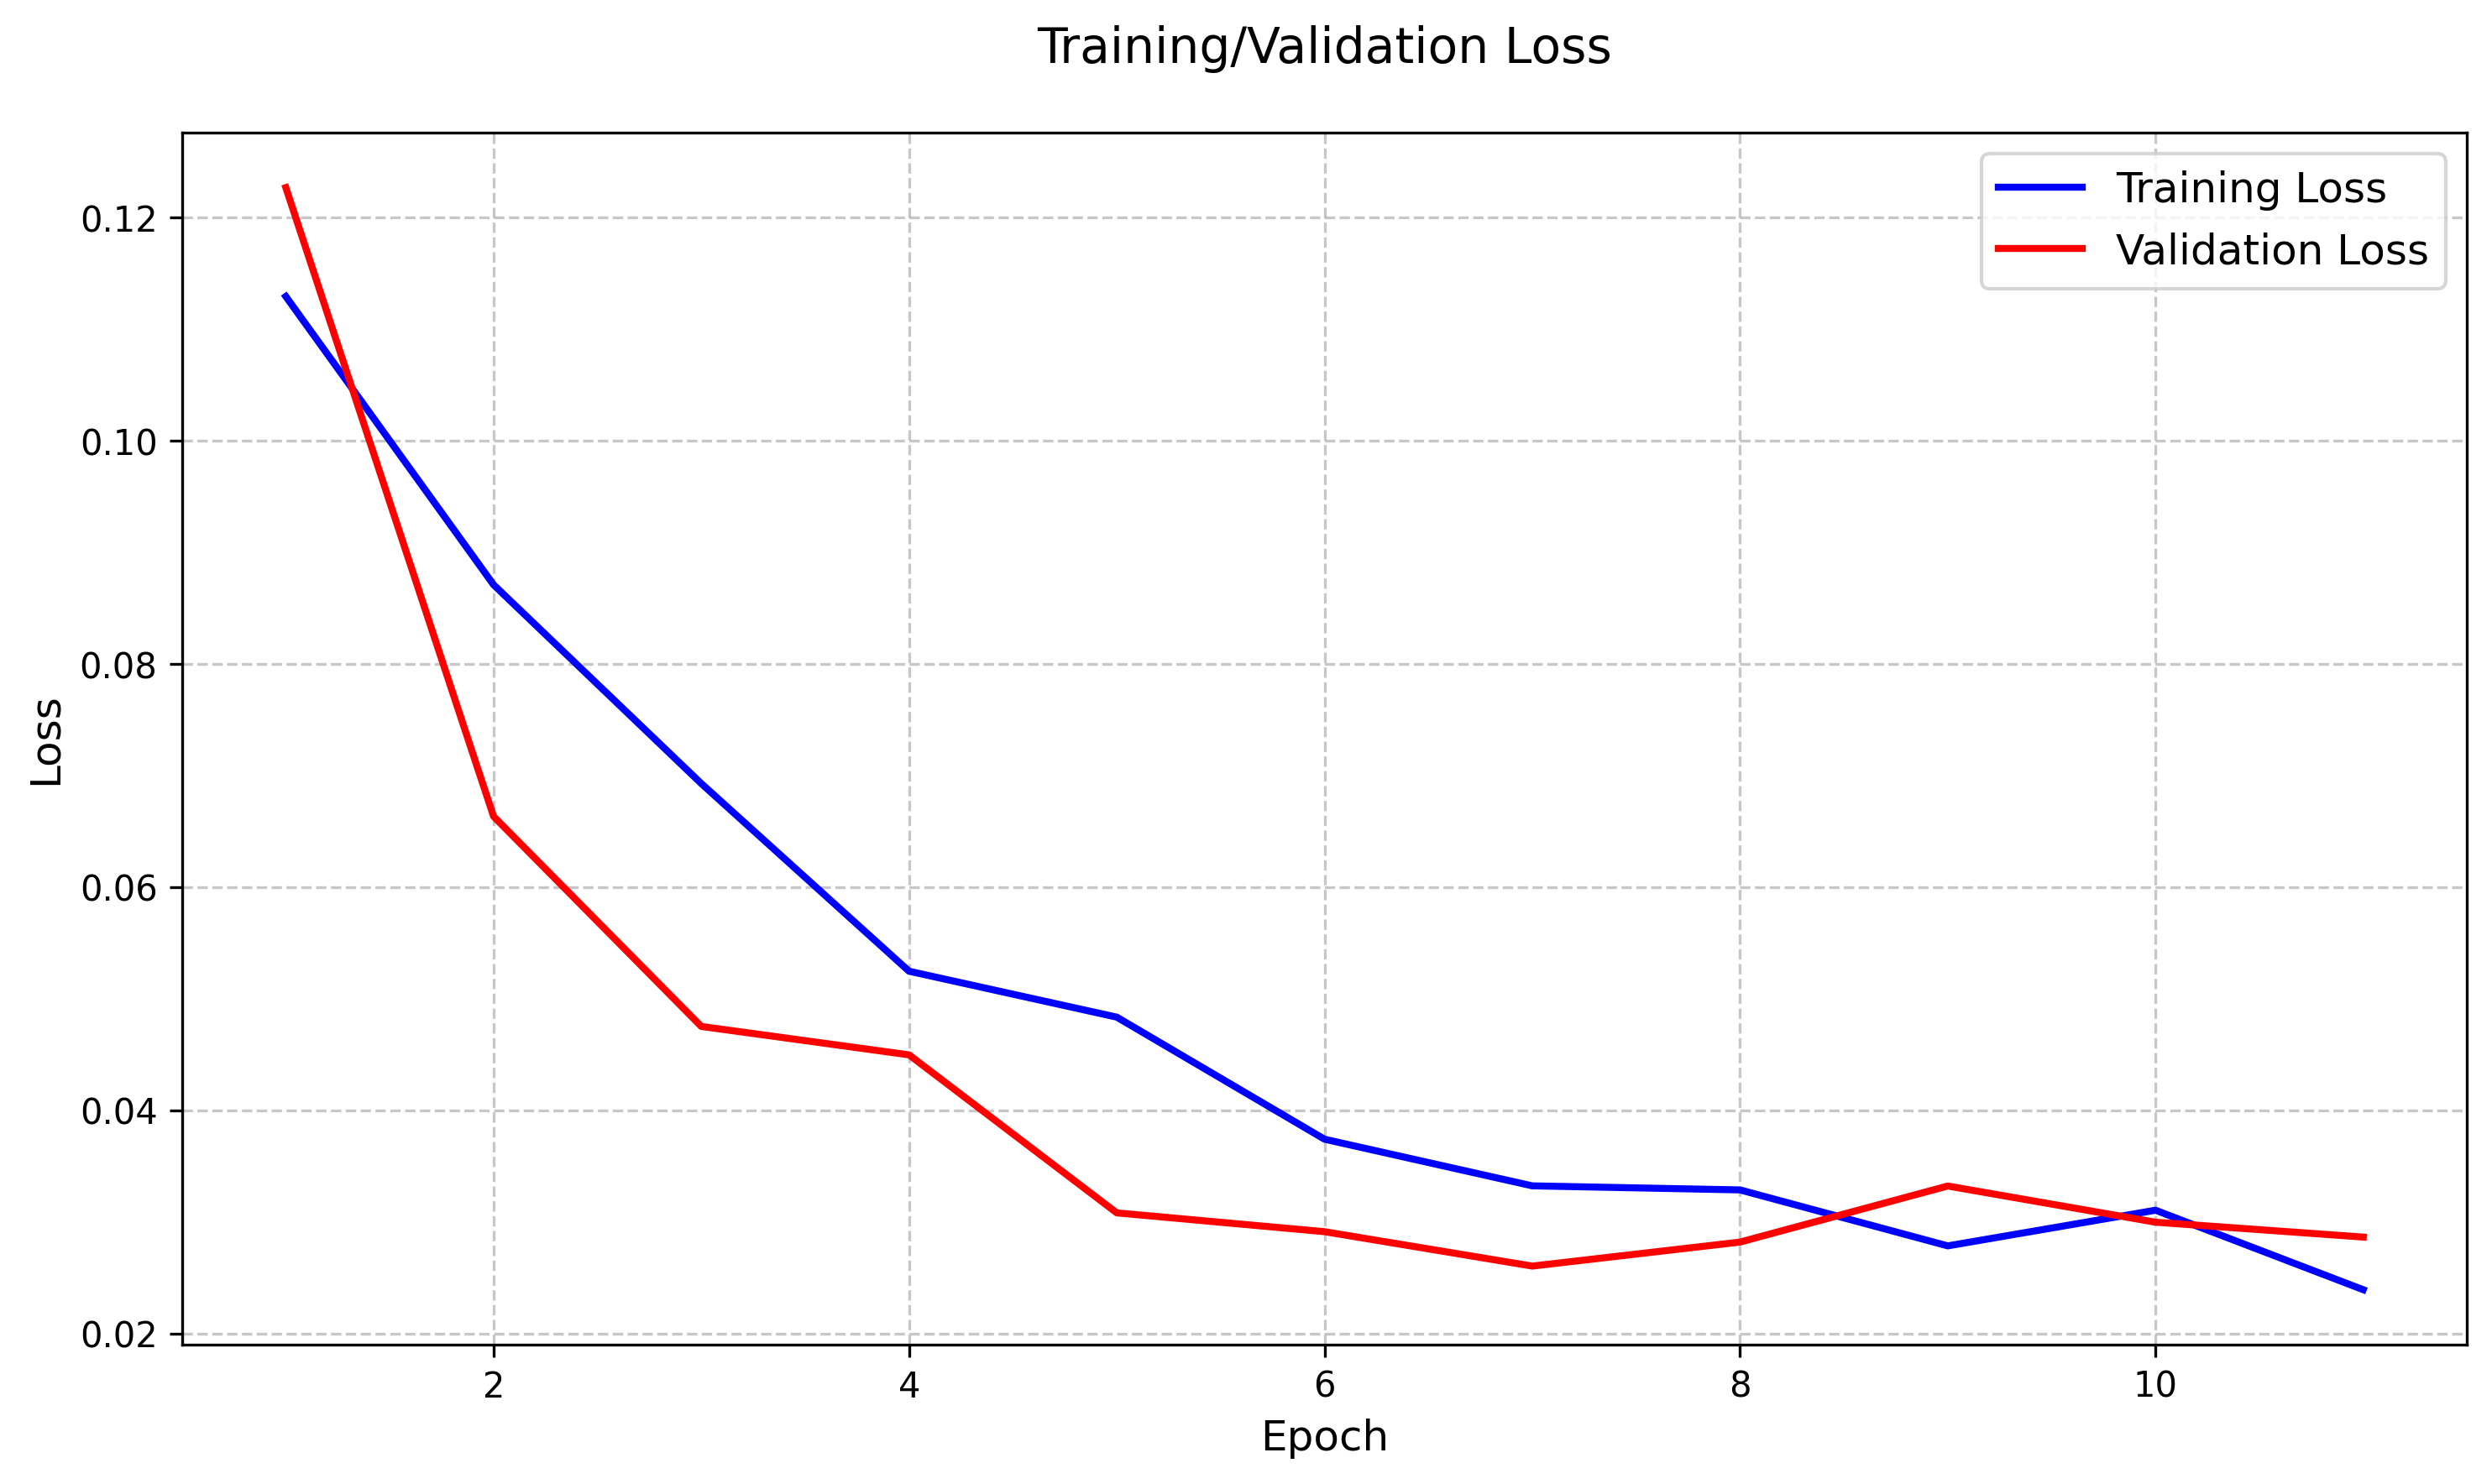 Training/Validation Loss
Training Loss
Validation Loss
0.12
0.10
0.08
0.06
0.04
0.02
Loss
2 4 6 8 10
Epoch